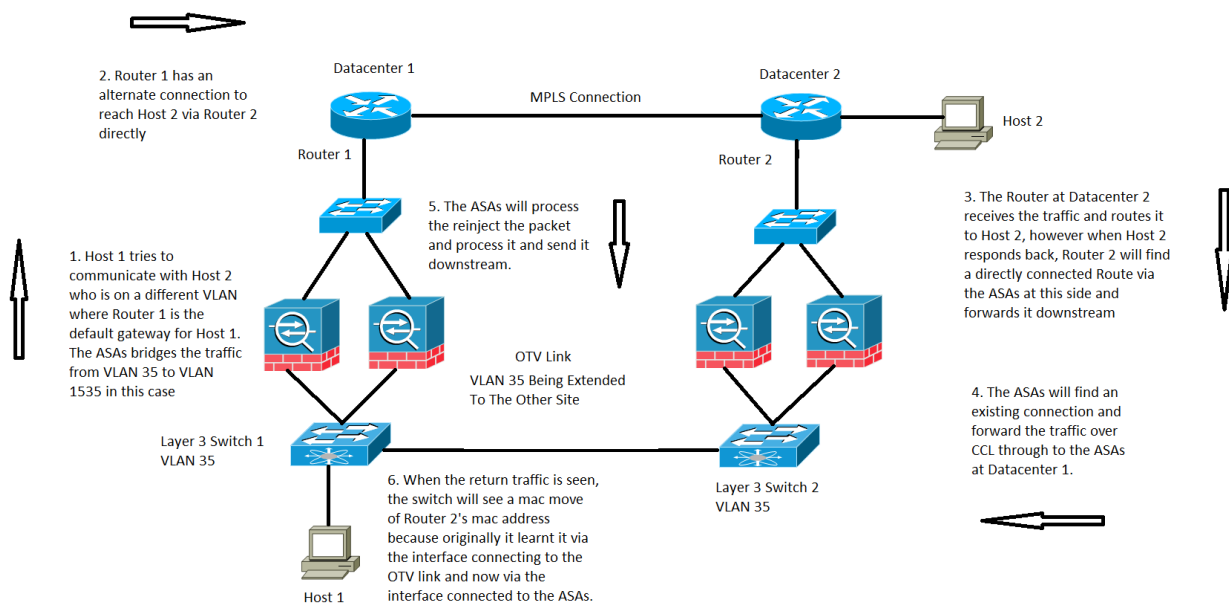 2. Router 1 has an
alternate connection to
reach Host 2 via Router 2
directly
Datacenter 1
Datacenter 2
MPLS Connection
Host 2
Router 1
Router 2
5. The ASAs will process
the reinject the packet
and process it and send it
downstream.
3. The Router at Datacenter 2
receives the traffic and routes it
to Host 2, however when Host 2
responds back, Router 2 will find
a directly connected Route via
the ASAs at this side and
forwards it downstream
1. Host 1 tries to
communicate with Host 2
who is on a different VLAN
where Router 1 is the
default gateway for Host 1.
The ASAs bridges the traffic
from VLAN 35 to VLAN
1535 in this case
OTV Link
VLAN 35 Being Extended
To The Other Site
4. The ASAs will find an
existing connection and
forward the traffic over
CCL through to the ASAs
at Datacenter 1.
Layer 3 Switch 1
VLAN 35
Layer 3 Switch 2
VLAN 35
6. When the return traffic is seen,
the switch will see a mac move
of Router 2's mac address
because originally it learnt it via
the interface connecting to the
OTV link and now via the
interface connected to the ASAs.
Host 1